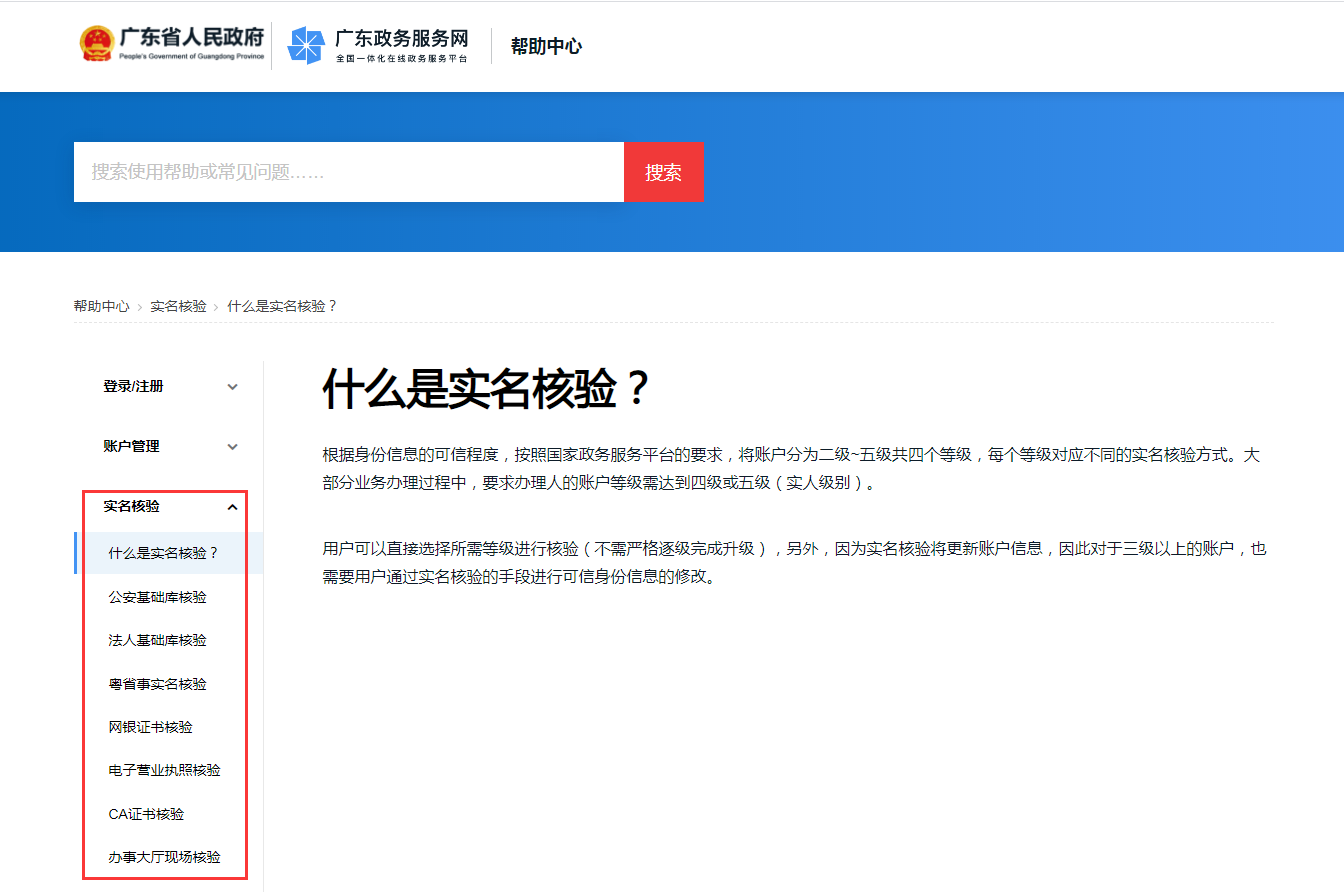 广东省人民政府
People's Government of Guangdong Province
广东政务服务网
全国一体化在线政务服务平台
帮助中心
搜索使用帮助或常见问题……
搜索
帮助中心 > 实名核验 > 什么是实名核验？
登录/注册
账户管理
实名核验
什么是实名核验？
公安基础库核验
法人基础库核验
粤省事实名核验
网银证书核验
电子营业执照核验
CA证书核验
办事大厅现场核验
什么是实名核验？
根据身份信息的可信程度，按照国家政务服务平台的要求，将账户分为二级~五级共四个等级，每个等级对应不同的实名核验方式。大
部分业务办理过程中，要求办理人的账户等级需达到四级或五级（实人级别）。
用户可以直接选择所需等级进行核验（不需严格逐级完成升级），另外，因为实名核验将更新账户信息，因此对于三级以上的账户，也
需要用户通过实名核验的手段进行可信身份信息的修改。